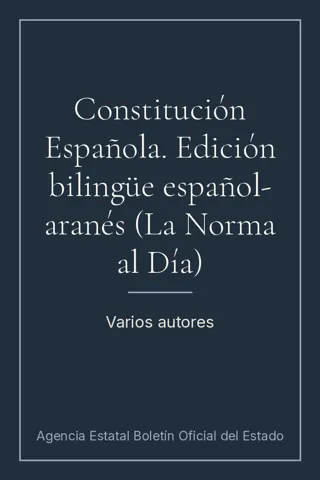 Constitución
Española. Edición
bilingüe español-
aranés (La Norma
al Día)
Varios autores
Agencia Estatal Boletín Oficial del Estado